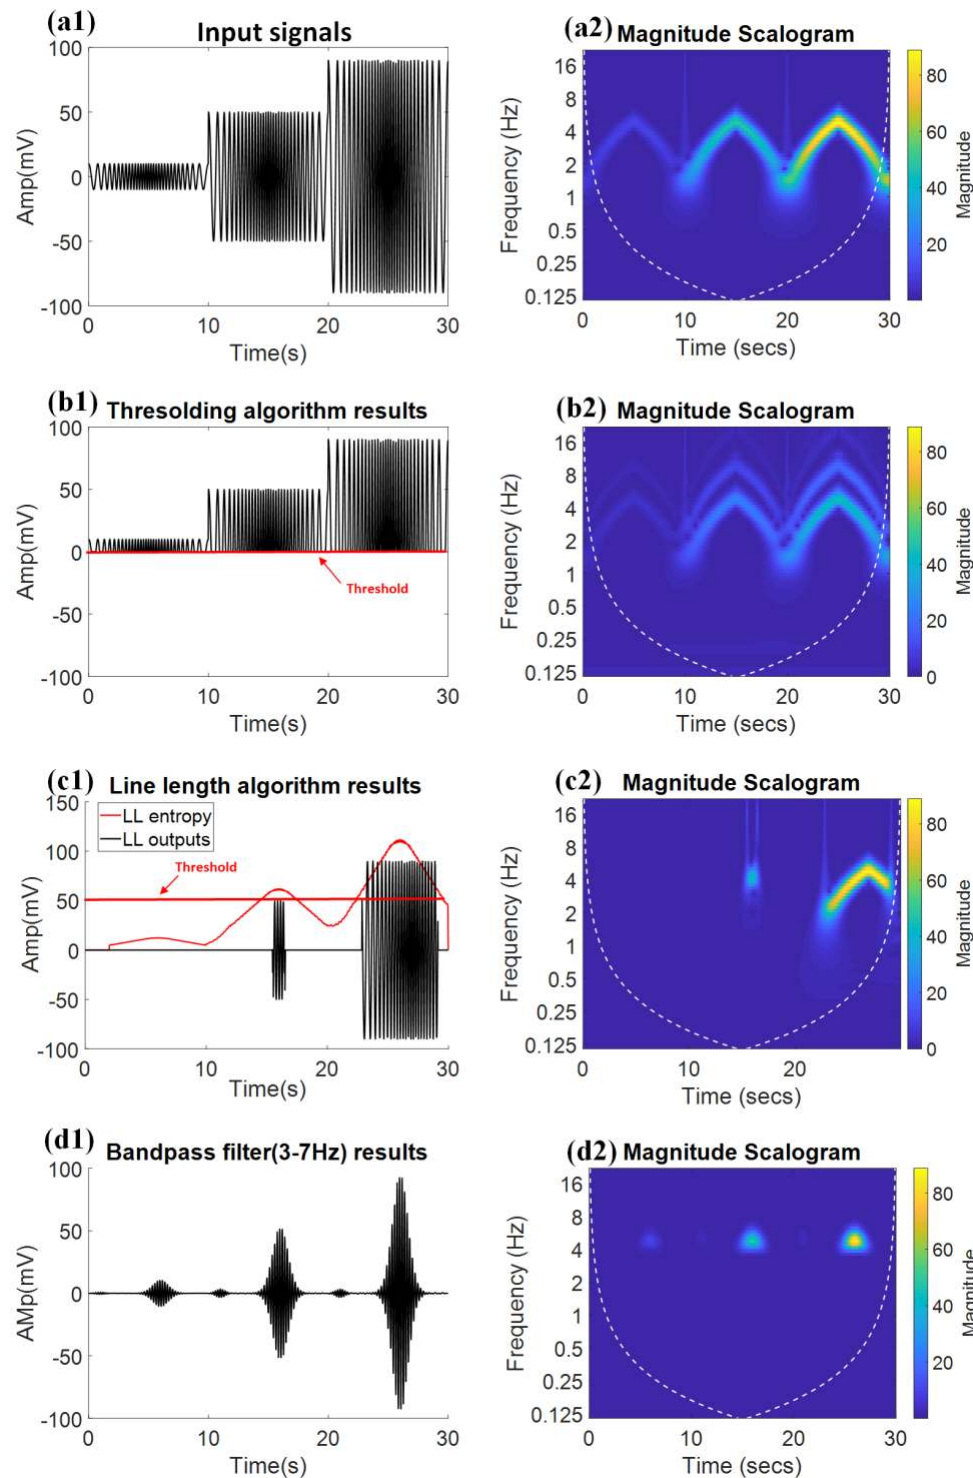 (a1)
Input signals
100
50
0
-50
-100
Amp(mV)
0 10 20 30
Time(s)
(a2)
Magnitude Scalogram
16
8
4
2
1
0.5
0.25
0.125
Frequency (Hz)
10 20 30
Time (secs)
80
60
40
20
Magnitude
(b1)
Thresolding algorithm results
100
50
0
-50
-100
Amp(mV)
Threshold
0 10 20 30
Time(s)
(b2)
Magnitude Scalogram
16
8
4
2
1
0.5
0.25
0.125
Frequency (Hz)
0 10 20 30
Time (secs)
80
60
40
20
0
Magnitude
(c1)
Line length algorithm results
150
100
50
0
-50
-100
Amp(mV)
LL entropy
LL outputs
Threshold
0 10 20 30
Time(s)
(c2)
Magnitude Scalogram
16
8
4
2
1
0.5
0.25
0.125
Frequency (Hz)
0 20
Time (secs)
80
60
40
20
0
Magnitude
(d1)
Bandpass filter(3-7Hz) results
100
50
0
-50
-100
AMp(mV)
0 10 20 30
Time(s)
(d2)
Magnitude Scalogram
16
8
4
2
1
0.5
0.25
0.125
Frequency (Hz)
0 10 20 30
Time (secs)
80
60
40
20
Magnitude